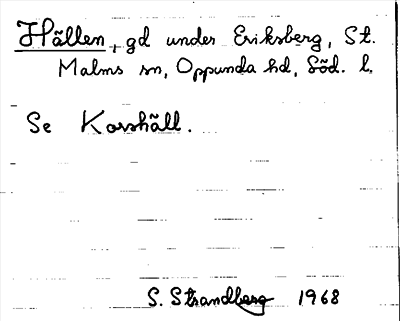 Hällen, gd under Eriksberg, St.
Malms sn, Oppunda hd, Söd. l.
Se Korshäll.
S. Strandberg 1968